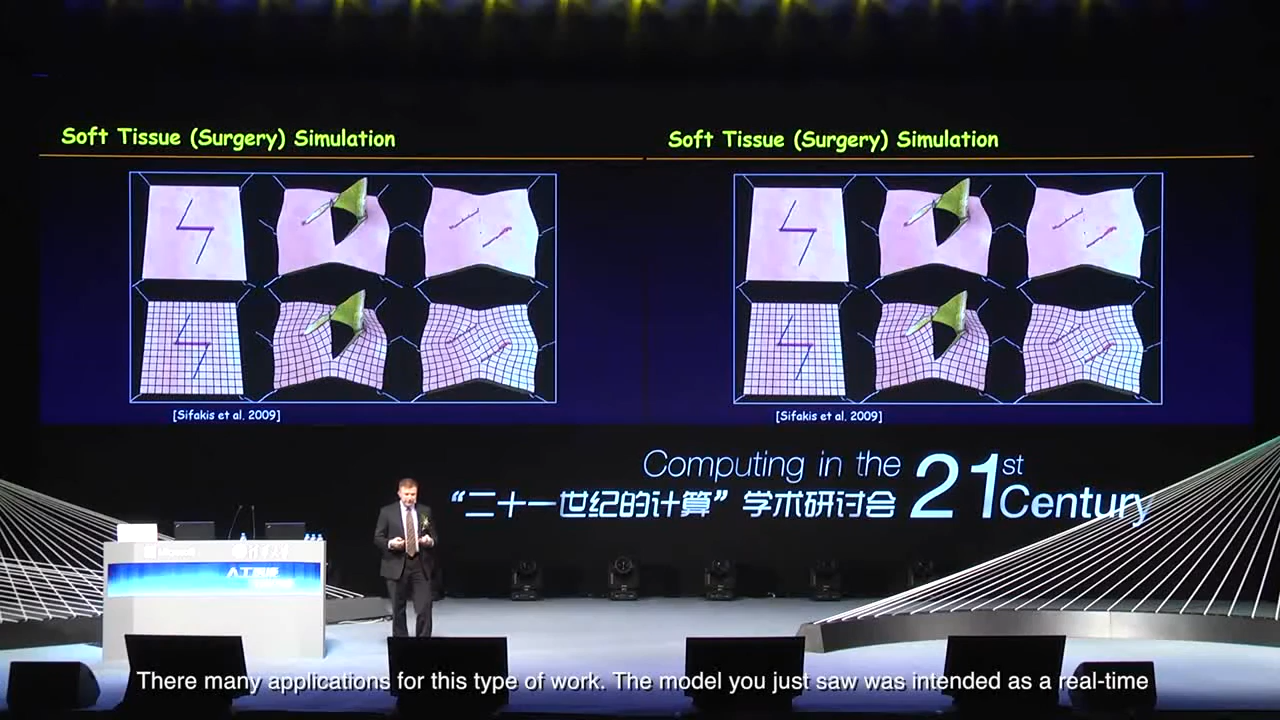 Soft Tissue (Surgery) Simulation
[Sifakis et al. 2009]
Soft Tissue (Surgery) Simulation
[Sifakis et al. 2009]
Computing in the 21st Century
“二十一世纪的计算”学术研讨会
Microsoft
There many applications for this type of work. The model you just saw was intended as a real-time